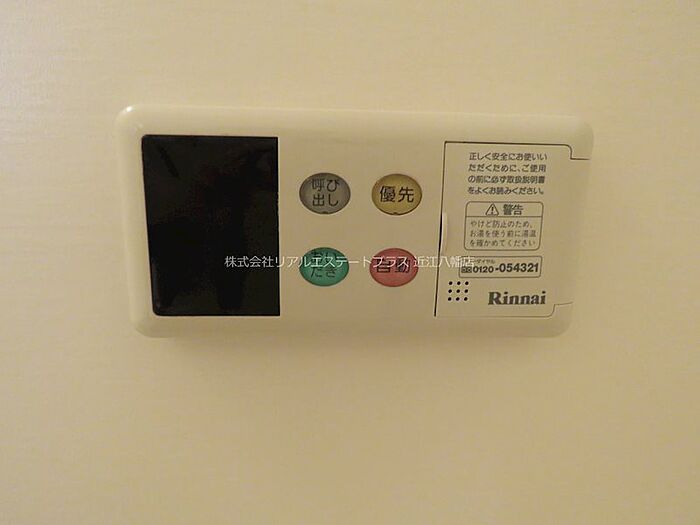 呼び
出し
優先
おい
だき
自動
正しく安全にお使いい
ただくために、ご使用
の前に必ず取扱説明書
をよくお読みください。
警告
やけど防止のため、
お湯を使う前に湯温
を確かめてください
0120-054321
Rinnai
株式会社リアルエステートプラス 近江八幡店